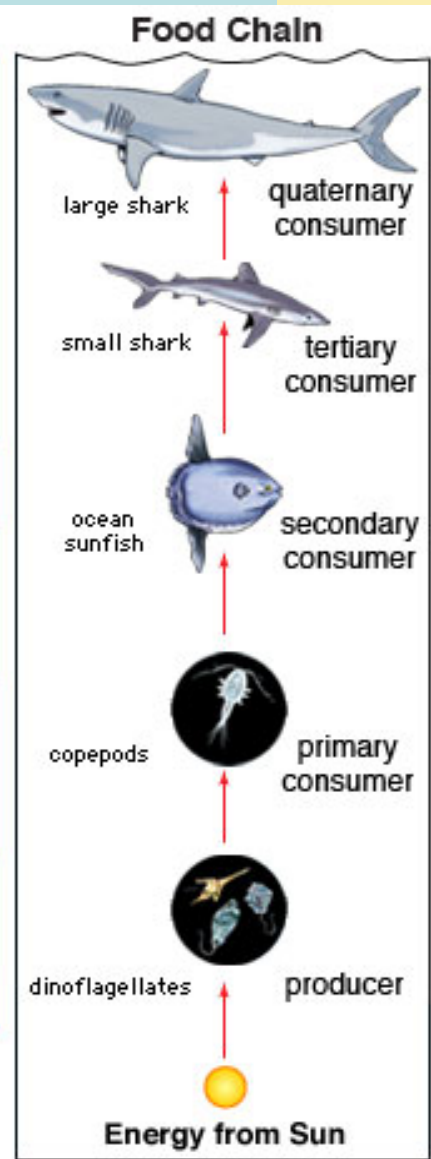 Food Chain
large shark
quaternary
consumer
small shark
tertiary
consumer
ocean
sunfish
secondary
consumer
copepods
primary
consumer
dinoflagellates
producer
Energy from Sun